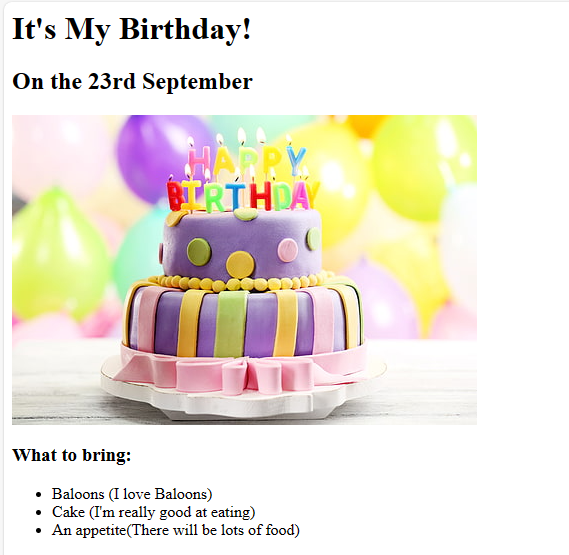 It's My Birthday!
On the 23rd September
HAPPY
BIRTHDAY
What to bring:
Baloons (I love Baloons)
Cake (I'm really good at eating)
An appetite(There will be lots of food)